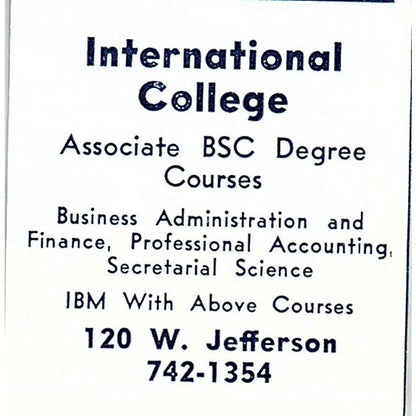 International
College
Associate BSC Degree
Courses
Business Administration and
Finance, Professional Accounting,
Secretarial Science
IBM With Above Courses
120 W. Jefferson
742-1354